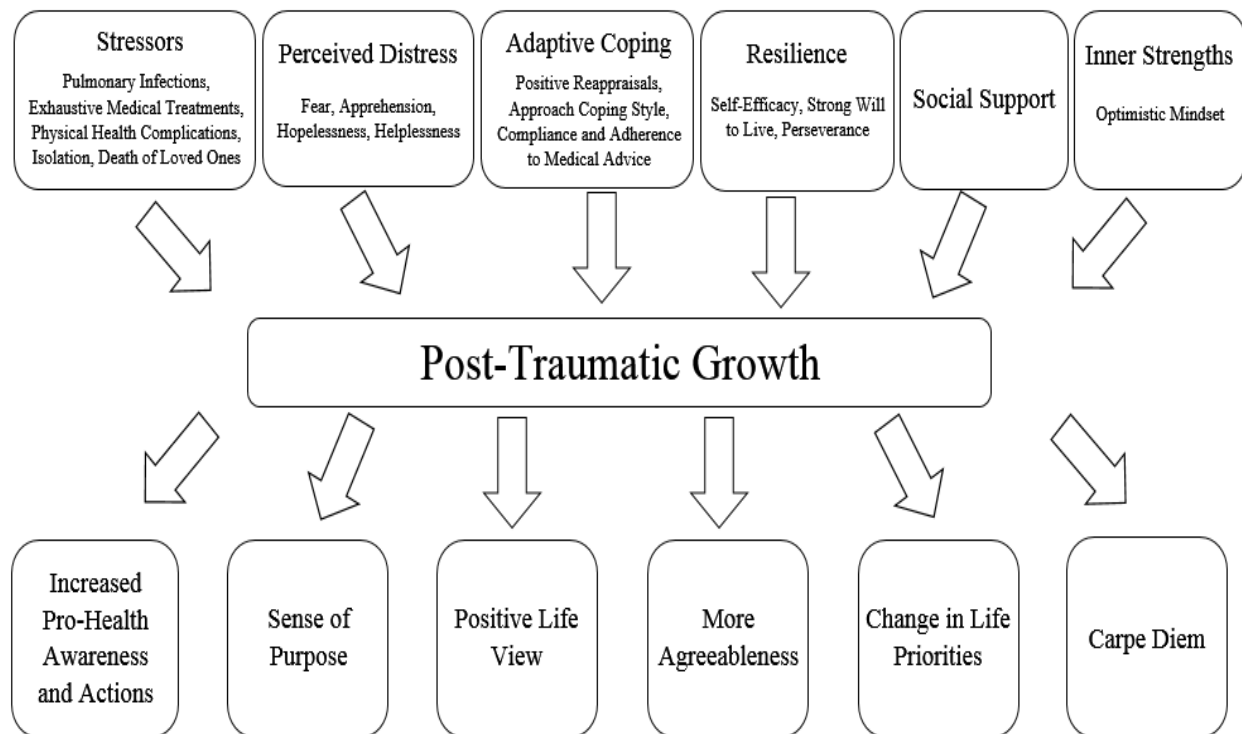 Stressors
Pulmonary Infections,
Exhaustive Medical Treatments,
Physical Health Complications,
Isolation, Death of Loved Ones
Perceived Distress
Fear, Apprehension,
Hopelessness, Helplessness
Adaptive Coping
Positive Reappraisals,
Approach Coping Style,
Compliance and Adherence
to Medical Advice
Resilience
Self-Efficacy, Strong Will
to Live, Perseverance
Social Support
Inner Strengths
Optimistic Mindset
Post-Traumatic Growth
Increased
Pro-Health
Awareness
and Actions
Sense of
Purpose
Positive Life
View
More
Agreeableness
Change in Life
Priorities
Carpe Diem